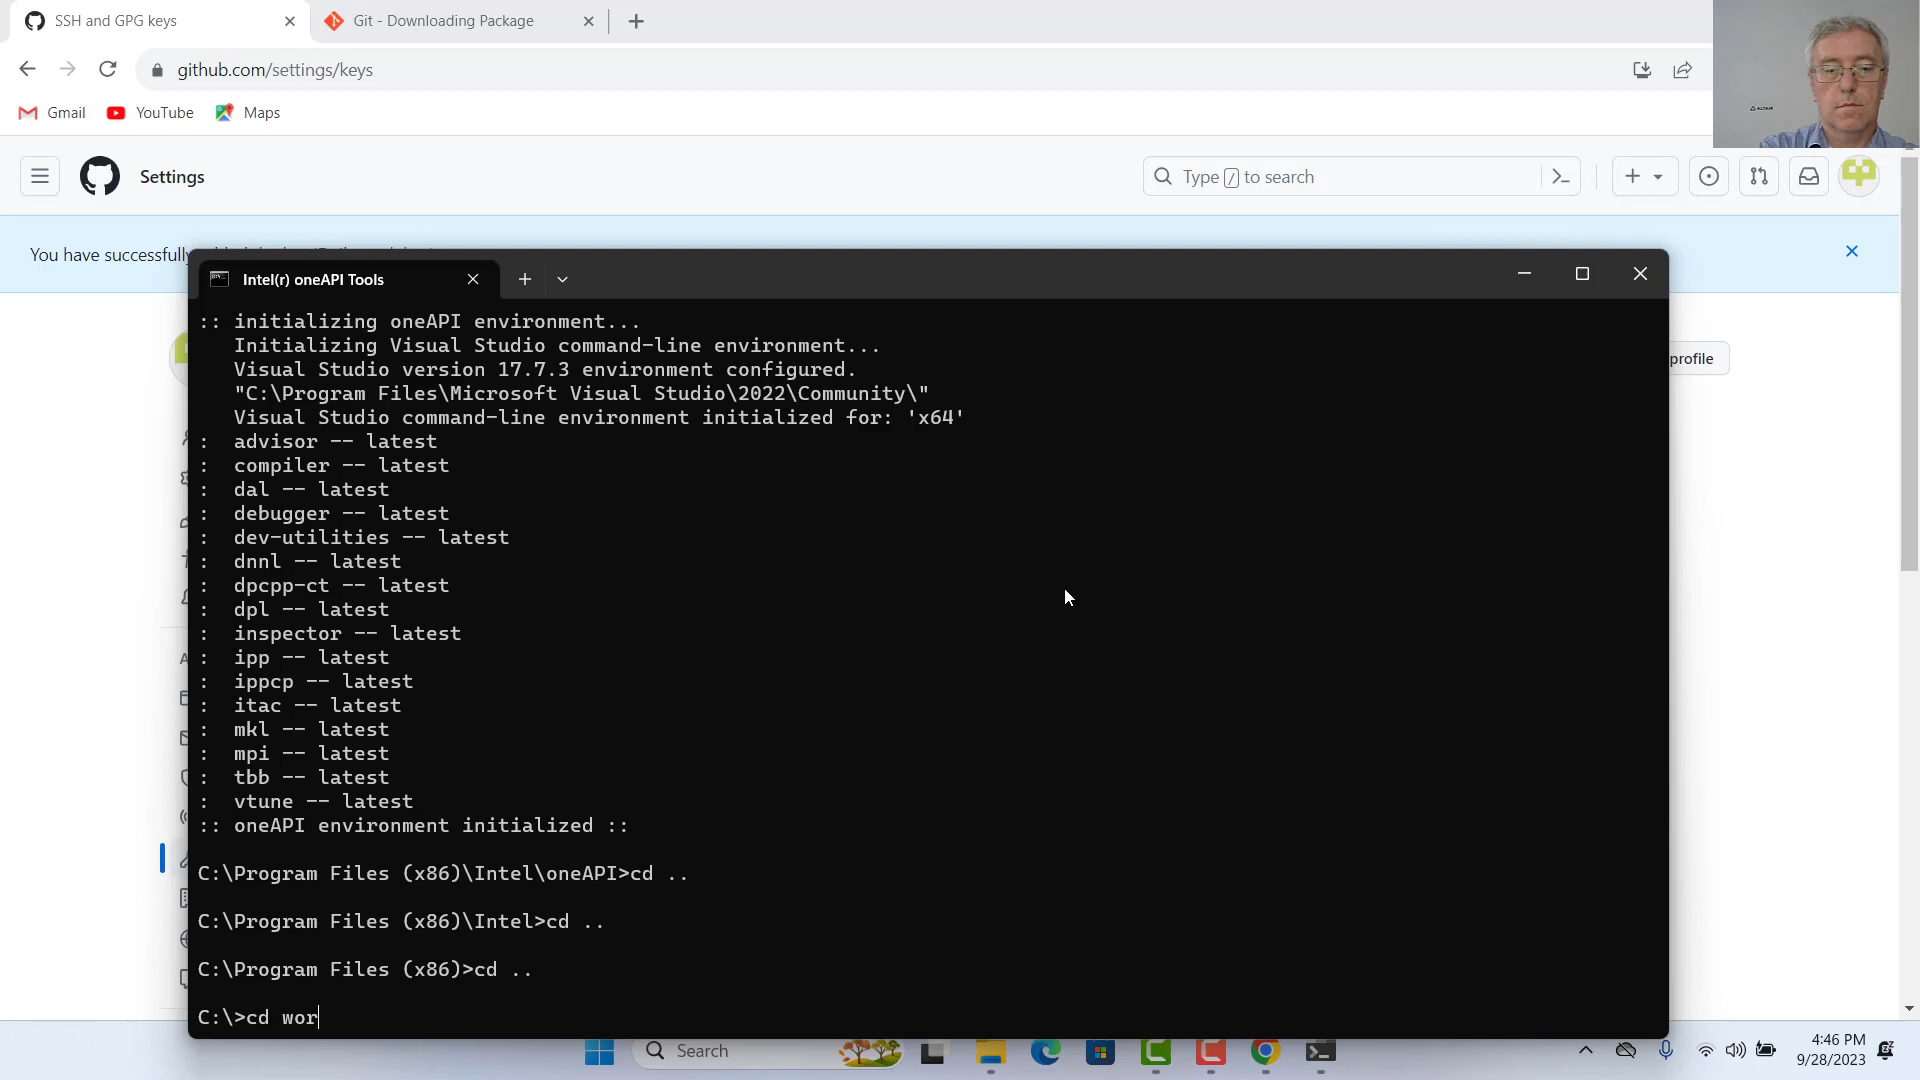 SSH and GPG keys
Git - Downloading Package
github.com/settings/keys
Gmail
YouTube
Maps
ALTAIR
Settings
Type / to search
You have successfully
Intel(r) oneAPI Tools
:: initializing oneAPI environment...
Initializing Visual Studio command-line environment...
Visual Studio version 17.7.3 environment configured.
"C:\Program Files\Microsoft Visual Studio\2022\Community\"
Visual Studio command-line environment initialized for: 'x64'
: advisor -- latest
: compiler -- latest
: dal -- latest
: debugger -- latest
: dev-utilities -- latest
: dnnl -- latest
: dpcpp-ct -- latest
: dpl -- latest
: inspector -- latest
: ipp -- latest
: ippcp -- latest
: itac -- latest
: mkl -- latest
: mpi -- latest
: tbb -- latest
: vtune -- latest
:: oneAPI environment initialized ::
C:\Program Files (x86)\Intel\oneAPI>cd ..
C:\Program Files (x86)\Intel>cd ..
C:\Program Files (x86)>cd ..
C:\>cd wor
profile
Search
4:46 PM
9/28/2023